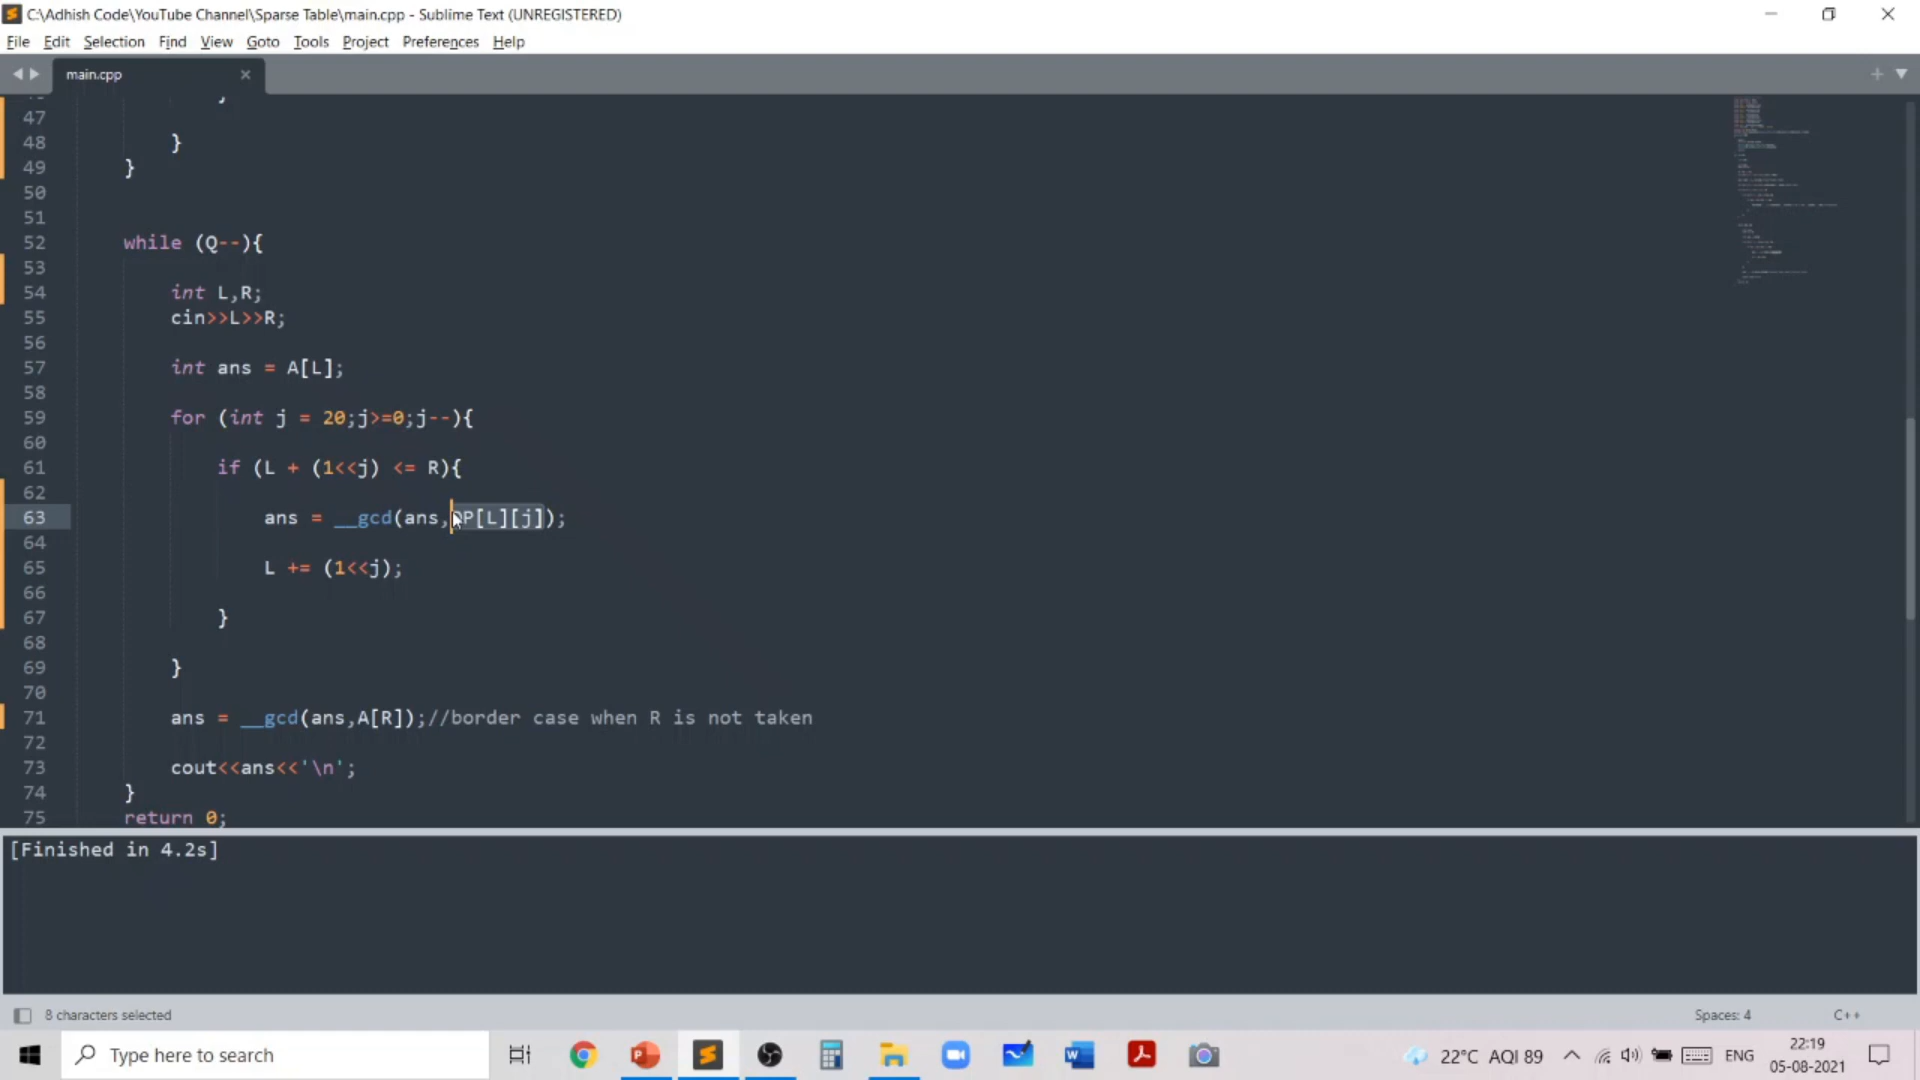 C:\Adhish Code\YouTube Channel\Sparse Table\main.cpp - Sublime Text (UNREGISTERED)
File Edit Selection Find View Goto Tools Project Preferences Help
main.cpp
47
48 }
49 }
50
51
52 while (Q--){
53
54 int L,R;
55 cin>>L>>R;
56
57 int ans = A[L];
58
59 for (int j = 20;j>=0;j--){
60
61 if (L + (1<<j) <= R){
62
63 ans = __gcd(ans,DP[L][j]);
64
65 L += (1<<j);
66
67 }
68
69 }
70
71 ans = __gcd(ans,A[R]);//border case when R is not taken
72
73 cout<<ans<<'\n';
74 }
75 return 0;
[Finished in 4.2s]
8 characters selected Spaces: 4 C++
Type here to search 22°C AQI 89 ENG 22:19
05-08-2021